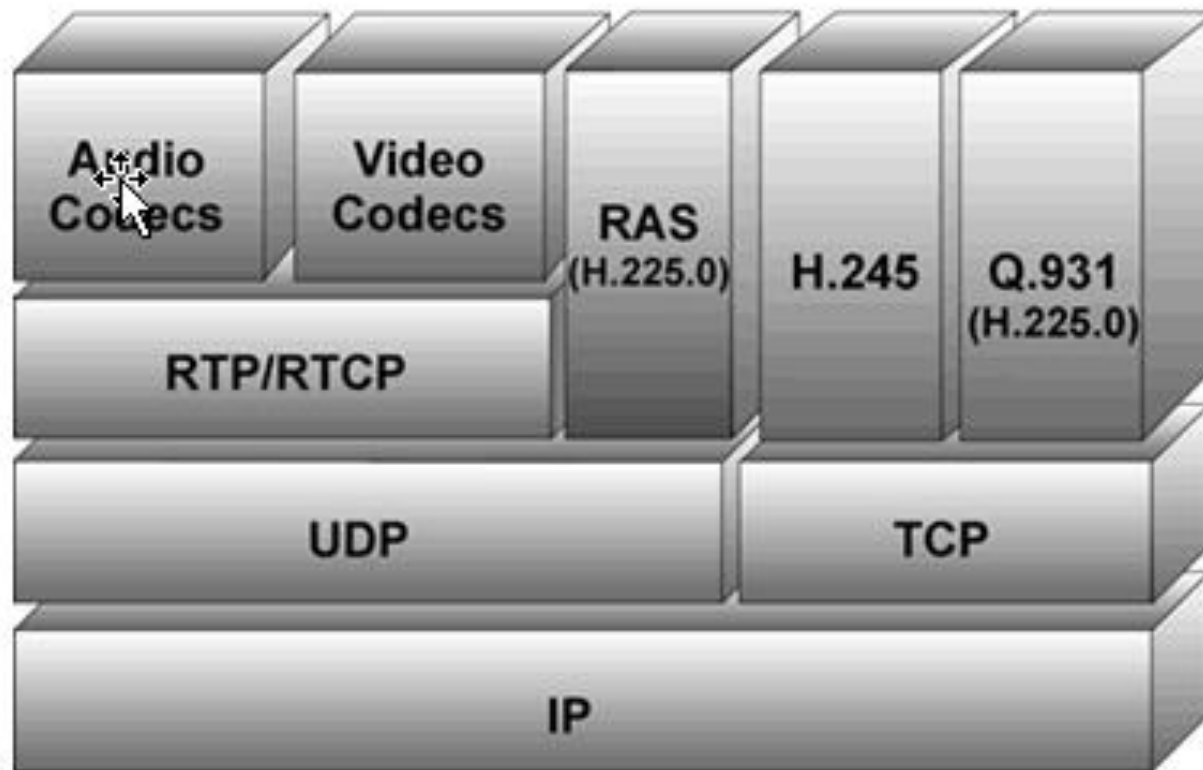 Audio
Codecs
Video
Codecs
RAS
(H.225.0)
H.245
Q.931
(H.225.0)
RTP/RTCP
UDP
TCP
IP